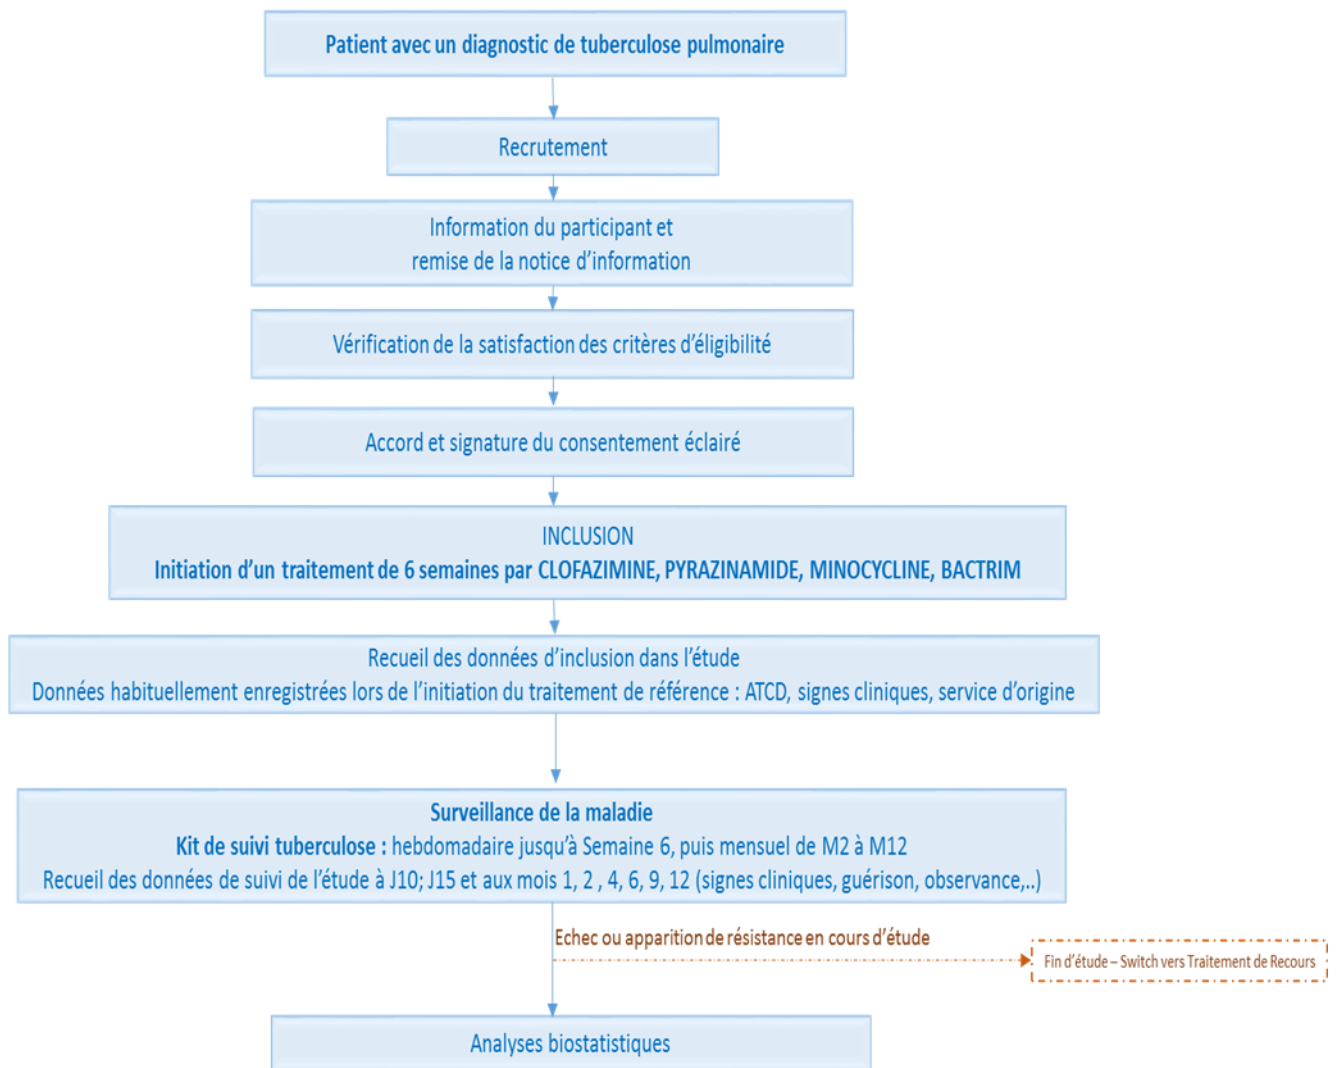 Patient avec un diagnostic de tuberculose pulmonaire
Recrutement
Information du participant et
remise de la notice d’information
Vérification de la satisfaction des critères d’éligibilité
Accord et signature du consentement éclairé
INCLUSION
Initiation d’un traitement de 6 semaines par CLOFAZIMINE, PYRAZINAMIDE, MINOCYCLINE, BACTRIM
Recueil des données d’inclusion dans l’étude
Données habituellement enregistrées lors de l’initiation du traitement de référence : ATCD, signes cliniques, service d’origine
Surveillance de la maladie
Kit de suivi tuberculose : hebdomadaire jusqu’à Semaine 6, puis mensuel de M2 à M12
Recueil des données de suivi de l’étude à J10; J15 et aux mois 1, 2 , 4, 6, 9, 12 (signes cliniques, guérison, observance,..)
Echec ou apparition de résistance en cours d’étude
Fin d’étude – Switch vers Traitement de Recours
Analyses biostatistiques